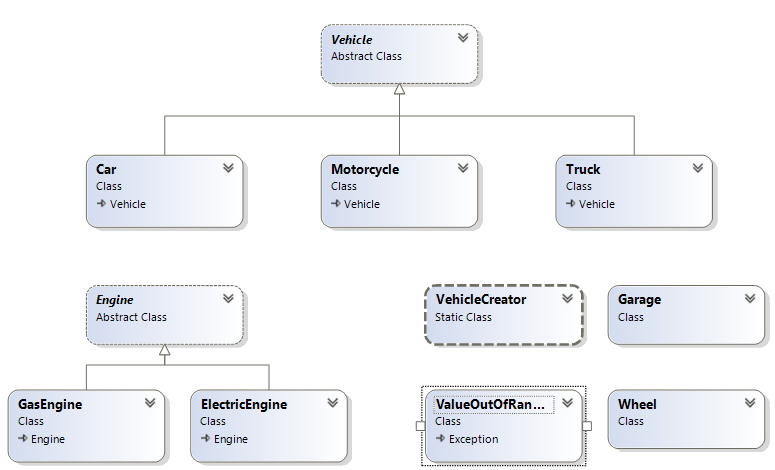 Vehicle
Abstract Class
Car
Class
Vehicle
Motorcycle
Class
Vehicle
Truck
Class
Vehicle
Engine
Abstract Class
VehicleCreator
Static Class
Garage
Class
GasEngine
Class
Engine
ElectricEngine
Class
Engine
ValueOutOfRan...
Class
Exception
Wheel
Class